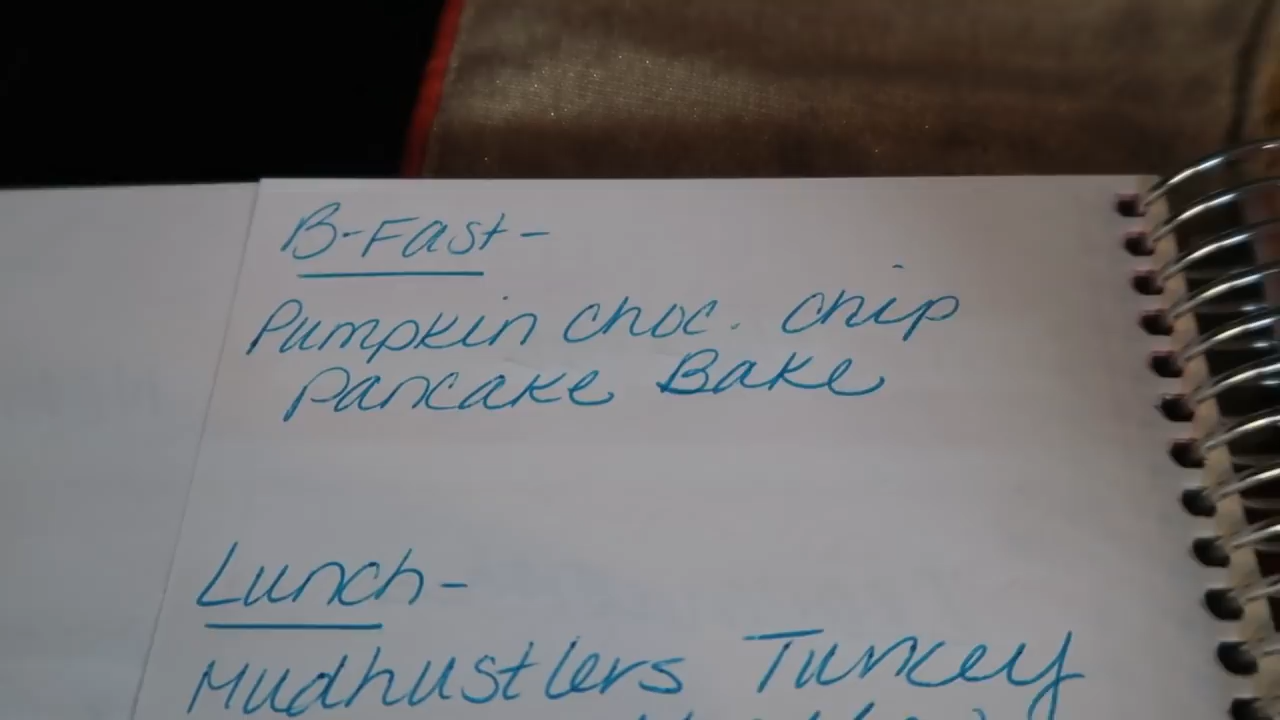 B-Fast-
Pumpkin choc. chip
Pancake Bake
Lunch-
Mudhustlers Turkey